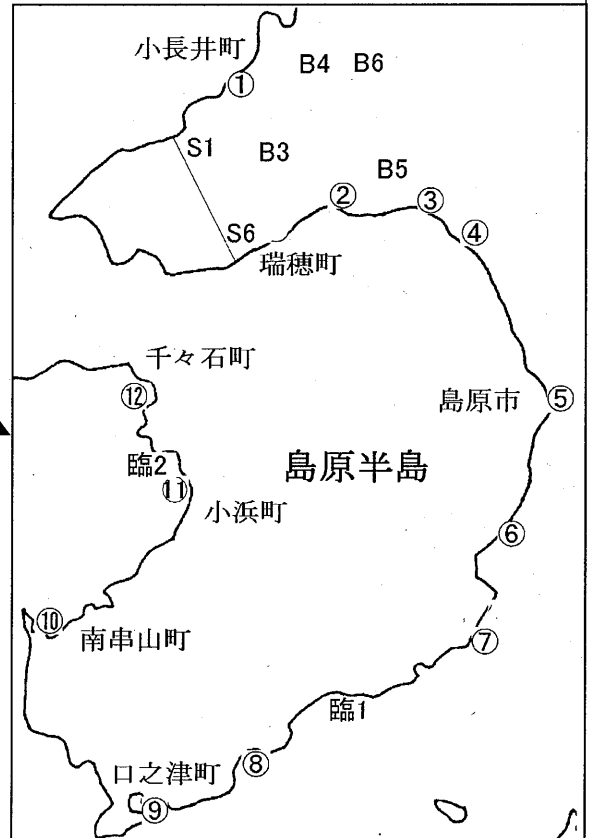 小長井町
B4 B6
①
S1
B3
B5
②
③
S6
④
瑞穂町
千々石町
⑫
島原市
⑤
臨2
島原半島
⑪
小浜町
⑥
⑩
南串山町
⑦
臨1
口之津町
⑧
⑨